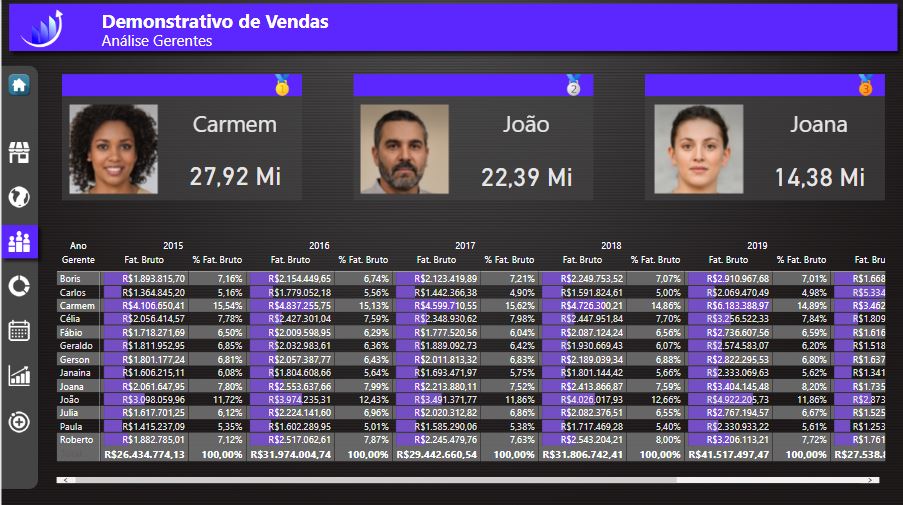 Demonstrativo de Vendas
Análise Gerentes
1 2 3
Carmem João Joana
27,92 Mi 22,39 Mi 14,38 Mi
Ano 2015 2016 2017 2018 2019
Gerente Fat. Bruto % Fat. Bruto Fat. Bruto % Fat. Bruto Fat. Bruto % Fat. Bruto Fat. Bruto % Fat. Bruto Fat. Bruto % Fat. Bruto Fat. Bru
Boris R$1.893.815,70 7,16% R$2.154.449,65 6,74% R$2.123.419,89 7,21% R$2.249.753,52 7,07% R$2.910.967,68 7,01% R$1.668
Carlos R$1.364.845,20 5,16% R$1.779.052,18 5,56% R$1.442.366,38 4,90% R$1.591.824,61 5,00% R$2.069.470,49 4,98% R$5.334
Carmem R$4.106.650,41 15,54% R$4.837.255,75 15,13% R$4.599.710,55 15,62% R$4.726.300,21 14,86% R$6.183.388,97 14,89% R$3.462
Célia R$2.056.414,57 7,78% R$2.427.301,04 7,59% R$2.348.930,62 7,98% R$2.447.951,84 7,70% R$3.256.522,33 7,84% R$1.809
Fábio R$1.718.271,69 6,50% R$2.009.598,95 6,29% R$1.777.520,56 6,04% R$2.087.124,24 6,56% R$2.736.607,56 6,59% R$1.616
Geraldo R$1.811.952,95 6,85% R$2.032.983,61 6,36% R$1.889.092,73 6,42% R$1.930.669,43 6,07% R$2.574.583,07 6,20% R$1.518
Gerson R$1.801.177,24 6,81% R$2.057.387,77 6,43% R$2.011.813,32 6,83% R$2.189.039,34 6,88% R$2.822.295,53 6,80% R$1.637
Janaina R$1.606.215,11 6,08% R$1.804.608,66 5,64% R$1.693.471,97 5,75% R$1.801.144,42 5,66% R$2.333.069,63 5,62% R$1.341
Joana R$2.061.647,95 7,80% R$2.553.637,66 7,99% R$2.213.880,11 7,52% R$2.413.866,87 7,59% R$3.404.145,48 8,20% R$1.735
João R$3.098.059,96 11,72% R$3.974.235,31 12,43% R$3.491.371,77 11,86% R$4.026.017,93 12,66% R$4.922.205,73 11,86% R$2.873
Julia R$1.617.701,25 6,12% R$2.224.141,60 6,96% R$2.020.312,82 6,86% R$2.082.376,51 6,55% R$2.767.194,57 6,67% R$1.525
Paula R$1.415.237,09 5,35% R$1.602.289,95 5,01% R$1.585.290,06 5,38% R$1.717.469,28 5,40% R$2.330.933,22 5,61% R$1.253
Roberto R$1.882.785,01 7,12% R$2.517.062,61 7,87% R$2.245.479,76 7,63% R$2.543.204,21 8,00% R$3.206.113,21 7,72% R$1.761
Total R$26.434.774,13 100,00% R$31.974.004,74 100,00% R$29.442.660,54 100,00% R$31.806.742,41 100,00% R$41.517.497,47 100,00% R$27.538.8